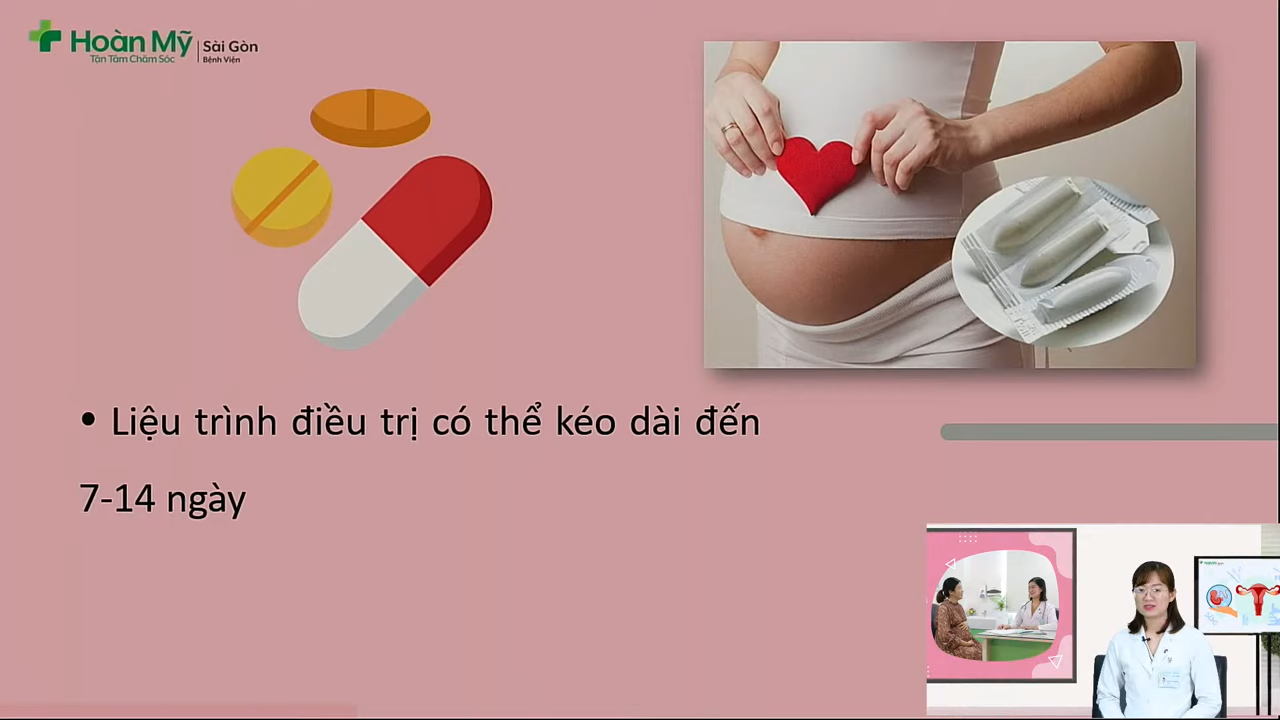 Hoàn Mỹ
Tận Tâm Chăm Sóc
Sài Gòn
Bệnh Viện
• Liệu trình điều trị có thể kéo dài đến
7-14 ngày